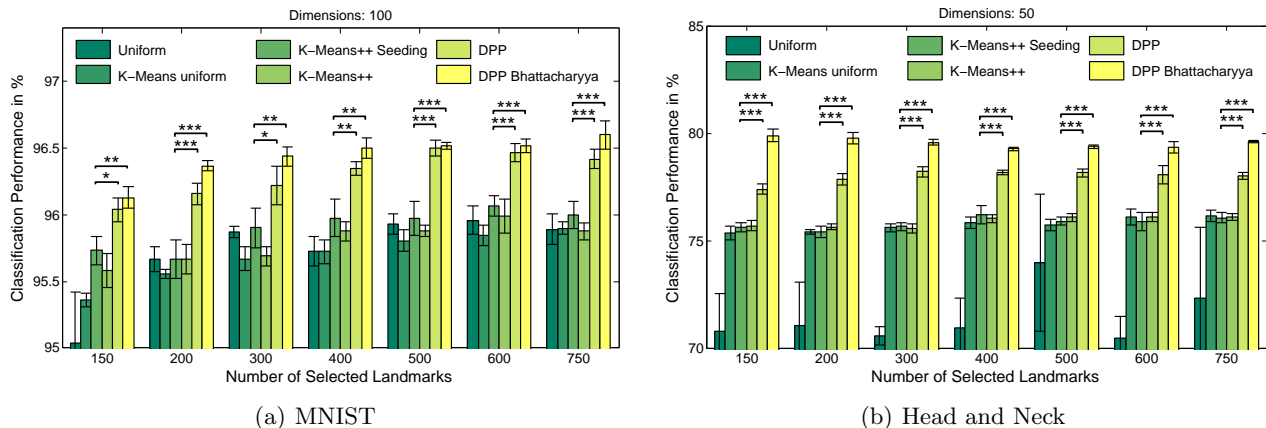 Dimensions: 100
Uniform
K−Means uniform
K−Means++ Seeding
K−Means++
DPP
DPP Bhattacharyya
Classification Performance in %
97
96.5
96
95.5
95
** *
*** ***
** *
** **
*** ***
*** ***
*** ***
150 200 300 400 500 600 750
Number of Selected Landmarks
(a) MNIST
Dimensions: 50
Uniform
K−Means uniform
K−Means++ Seeding
K−Means++
DPP
DPP Bhattacharyya
Classification Performance in %
85
80
75
70
*** ***
*** ***
*** ***
*** ***
*** ***
*** ***
*** ***
150 200 300 400 500 600 750
Number of Selected Landmarks
(b) Head and Neck